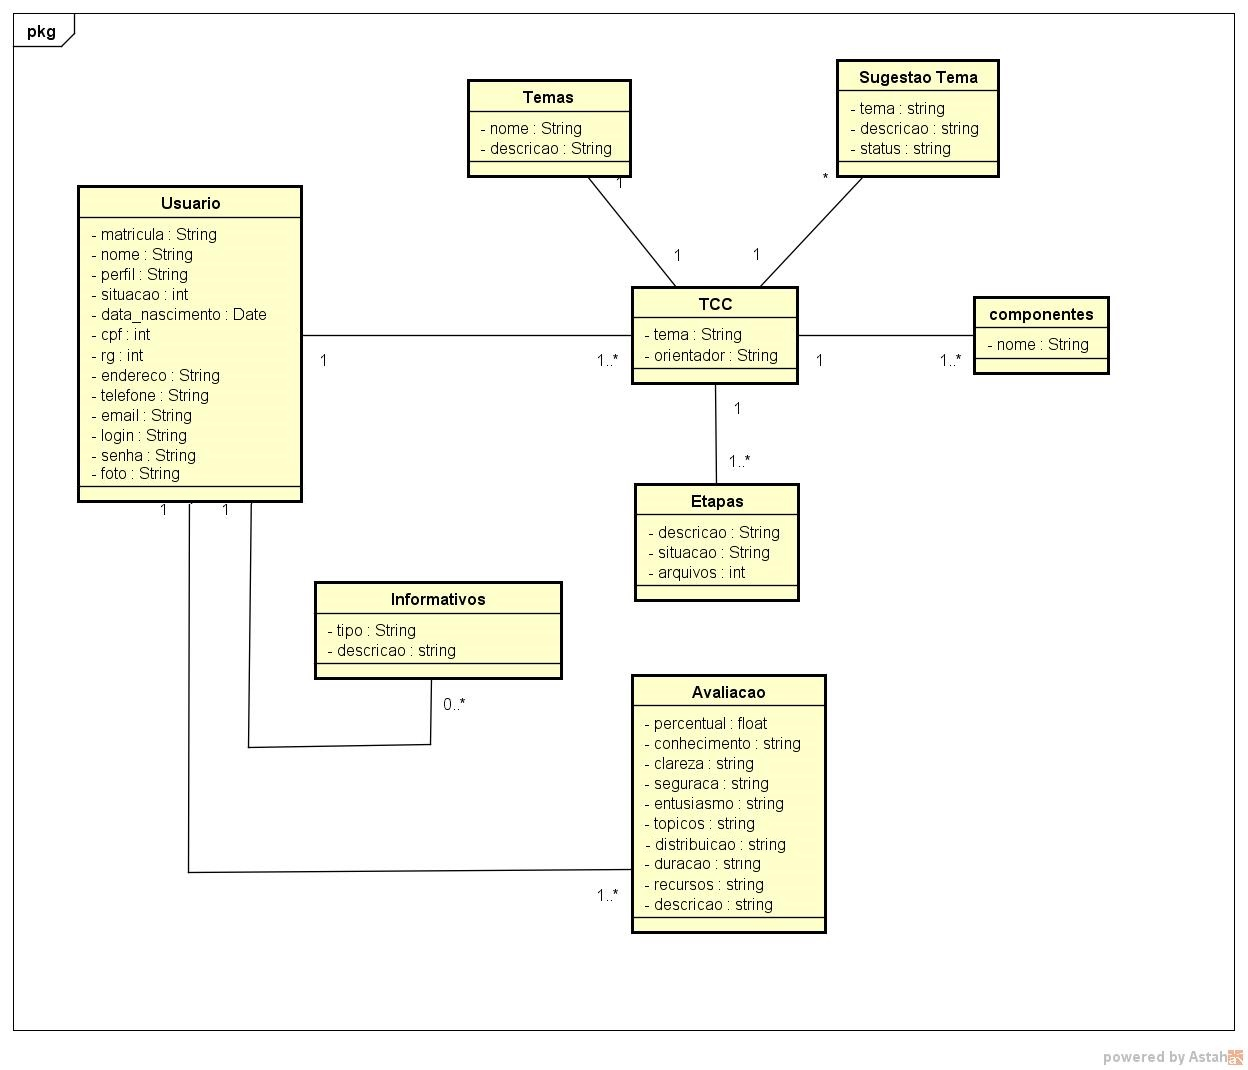 pkg
Temas
- nome : String
- descricao : String
1
Sugestao Tema
- tema : string
- descricao : string
- status : string
*
Usuario
- matricula : String
- nome : String
- perfil : String
- situacao : int
- data_nascimento : Date
- cpf : int
- rg : int
- endereco : String
- telefone : String
- email : String
- login : String
- senha : String
- foto : String
1
1
TCC
- tema : String
- orientador : String
1
1..*
1
1..*
componentes
- nome : String
1
1..*
Etapas
- descricao : String
- situacao : String
- arquivos : int
1
1
Informativos
- tipo : String
- descricao : string
0..*
Avaliacao
- percentual : float
- conhecimento : string
- clareza : string
- seguraca : string
- entusiasmo : string
- topicos : string
- distribuicao : string
- duracao : string
- recursos : string
- descricao : string
1..*
powered by Astah